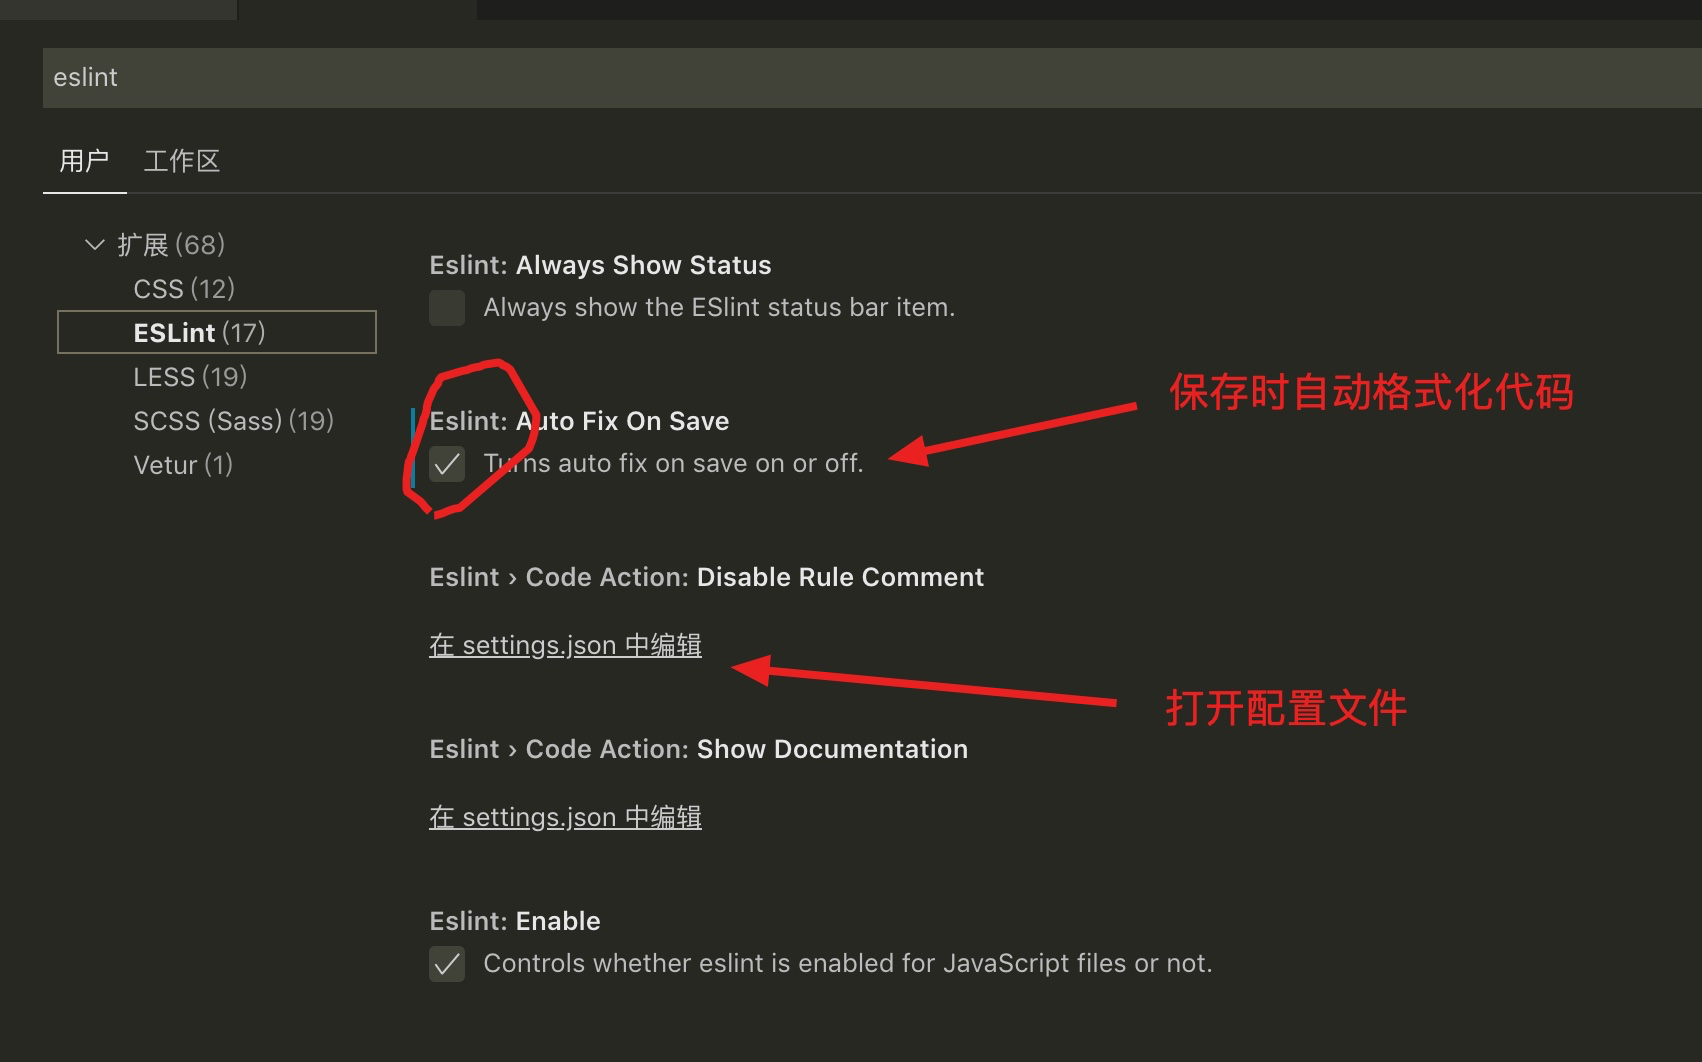 eslint
用户 工作区
扩展 (68)
CSS (12)
ESLint (17)
LESS (19)
SCSS (Sass) (19)
Vetur (1)
Eslint: Always Show Status
Always show the ESlint status bar item.
Eslint: Auto Fix On Save
Turns auto fix on save on or off.
保存时自动格式化代码
Eslint › Code Action: Disable Rule Comment
在 settings.json 中编辑
打开配置文件
Eslint › Code Action: Show Documentation
在 settings.json 中编辑
Eslint: Enable
Controls whether eslint is enabled for JavaScript files or not.